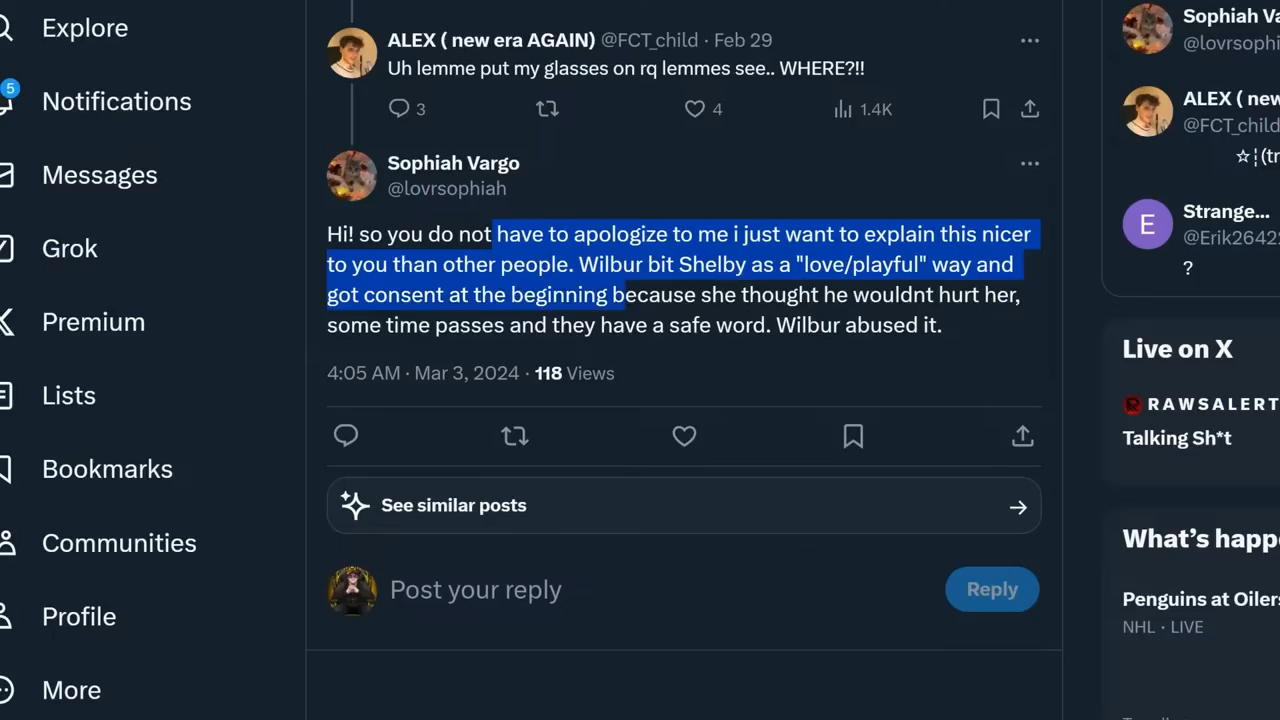 Explore
5
Notifications
Messages
Grok
Premium
Lists
Bookmarks
Communities
Profile
More
ALEX ( new era AGAIN) @FCT_child · Feb 29
Uh lemme put my glasses on rq lemmes see.. WHERE?!!
3 4 1.4K
Sophiah Vargo
@lovrsophiah
Hi! so you do not have to apologize to me i just want to explain this nicer
to you than other people. Wilbur bit Shelby as a "love/playful" way and
got consent at the beginning because she thought he wouldnt hurt her,
some time passes and they have a safe word. Wilbur abused it.
4:05 AM · Mar 3, 2024 · 118 Views
See similar posts
Post your reply
Reply
Sophiah Va
@lovrsophi
ALEX ( new
@FCT_child
☆¦(tr
E
Strange...
@Erik2642
?
Live on X
RAWSALERT
Talking Sh*t
What's happ
Penguins at Oilers
NHL · LIVE